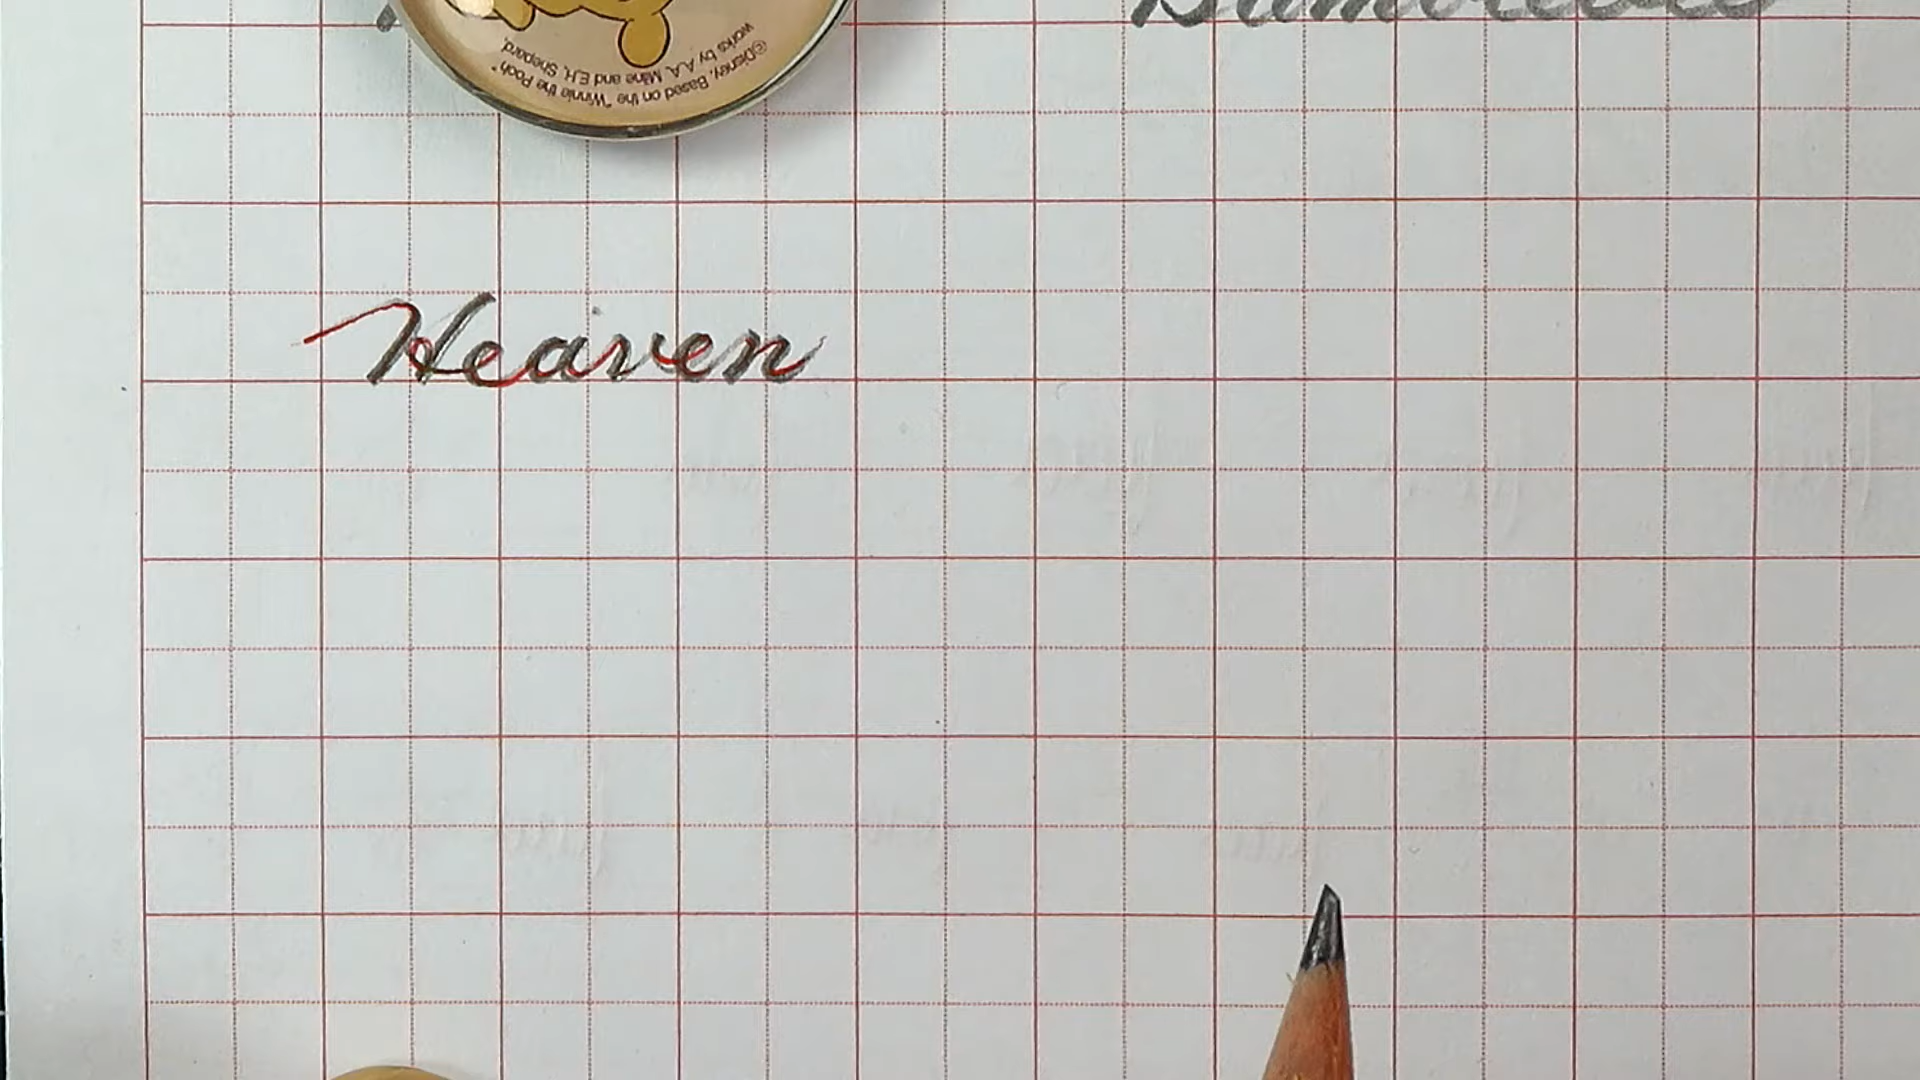 ©Disney, Based on the "Winnie the Pooh"
works by A.A. Milne and E.H. Shepard.
Heaven